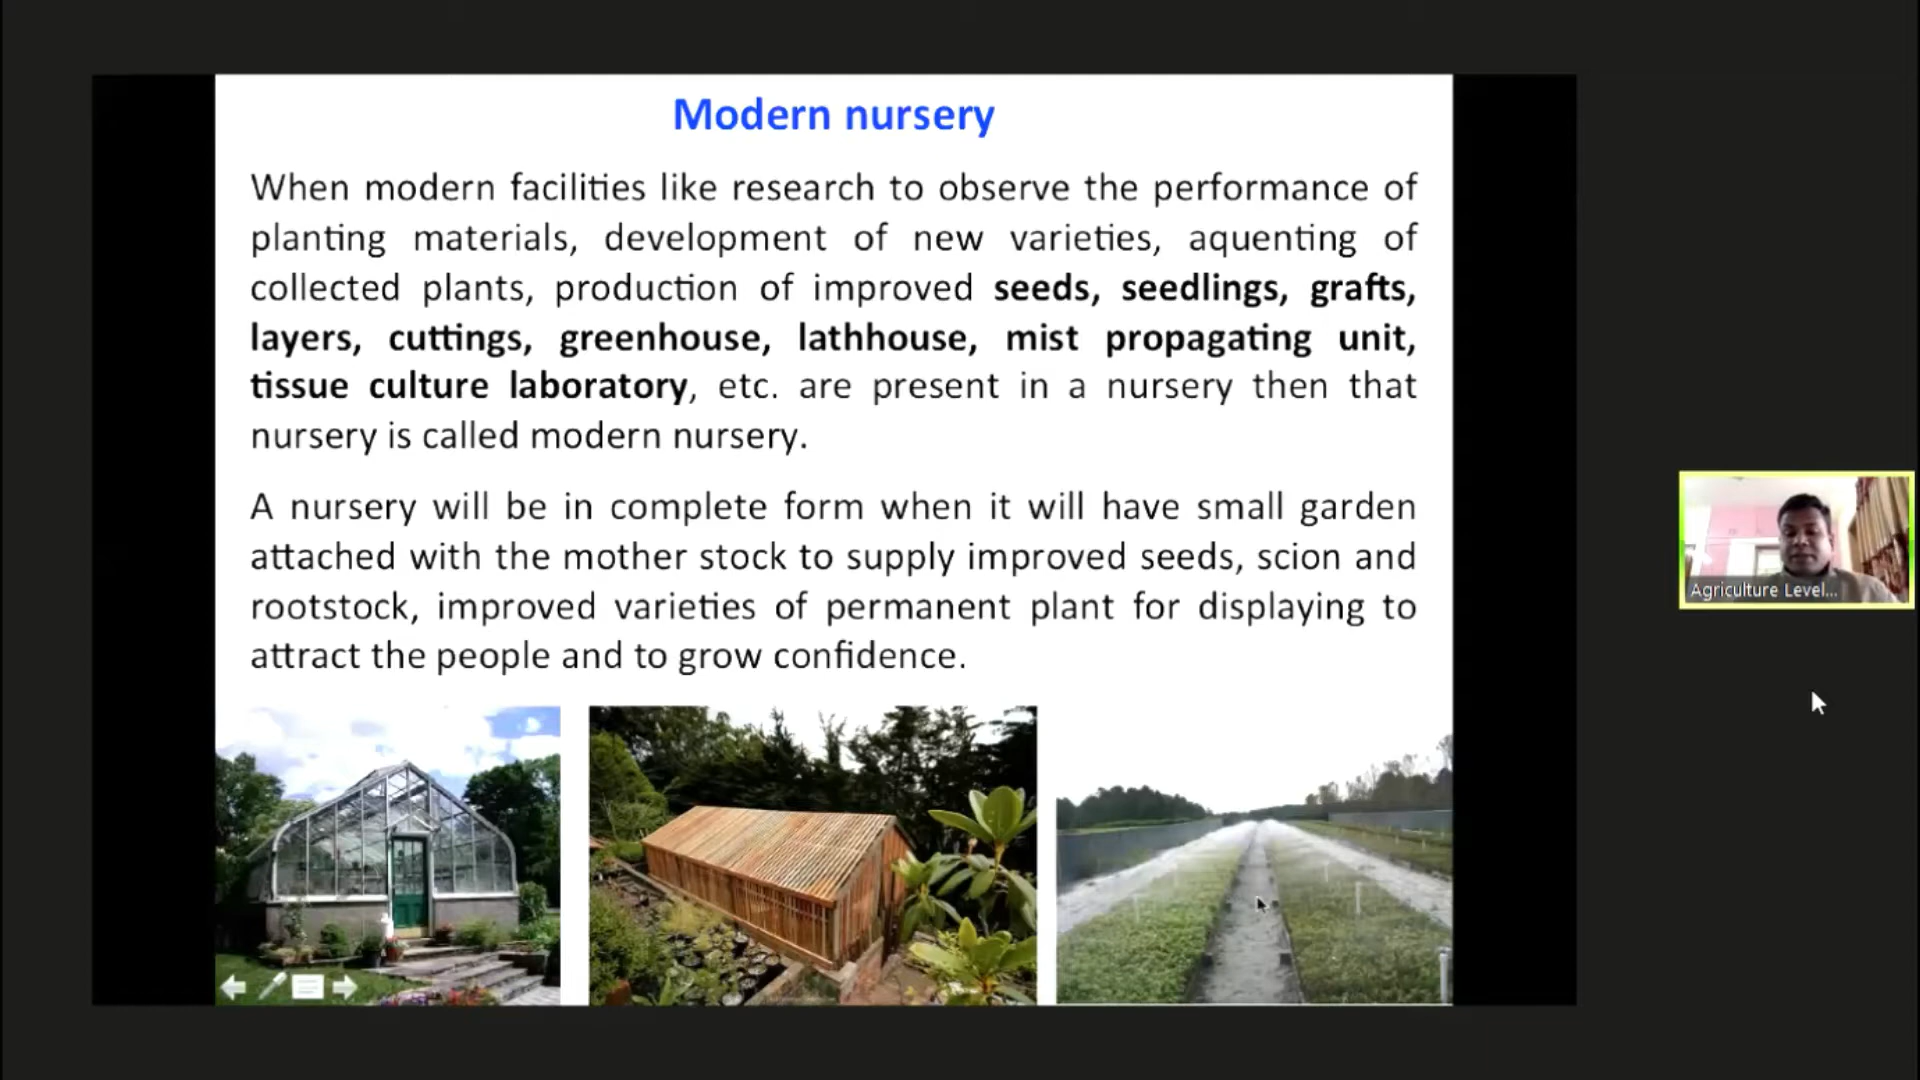 Modern nursery
When modern facilities like research to observe the performance of
planting materials, development of new varieties, aquenting of
collected plants, production of improved seeds, seedlings, grafts,
layers, cuttings, greenhouse, lathhouse, mist propagating unit,
tissue culture laboratory, etc. are present in a nursery then that
nursery is called modern nursery.
A nursery will be in complete form when it will have small garden
attached with the mother stock to supply improved seeds, scion and
rootstock, improved varieties of permanent plant for displaying to
attract the people and to grow confidence.
Agriculture Level...